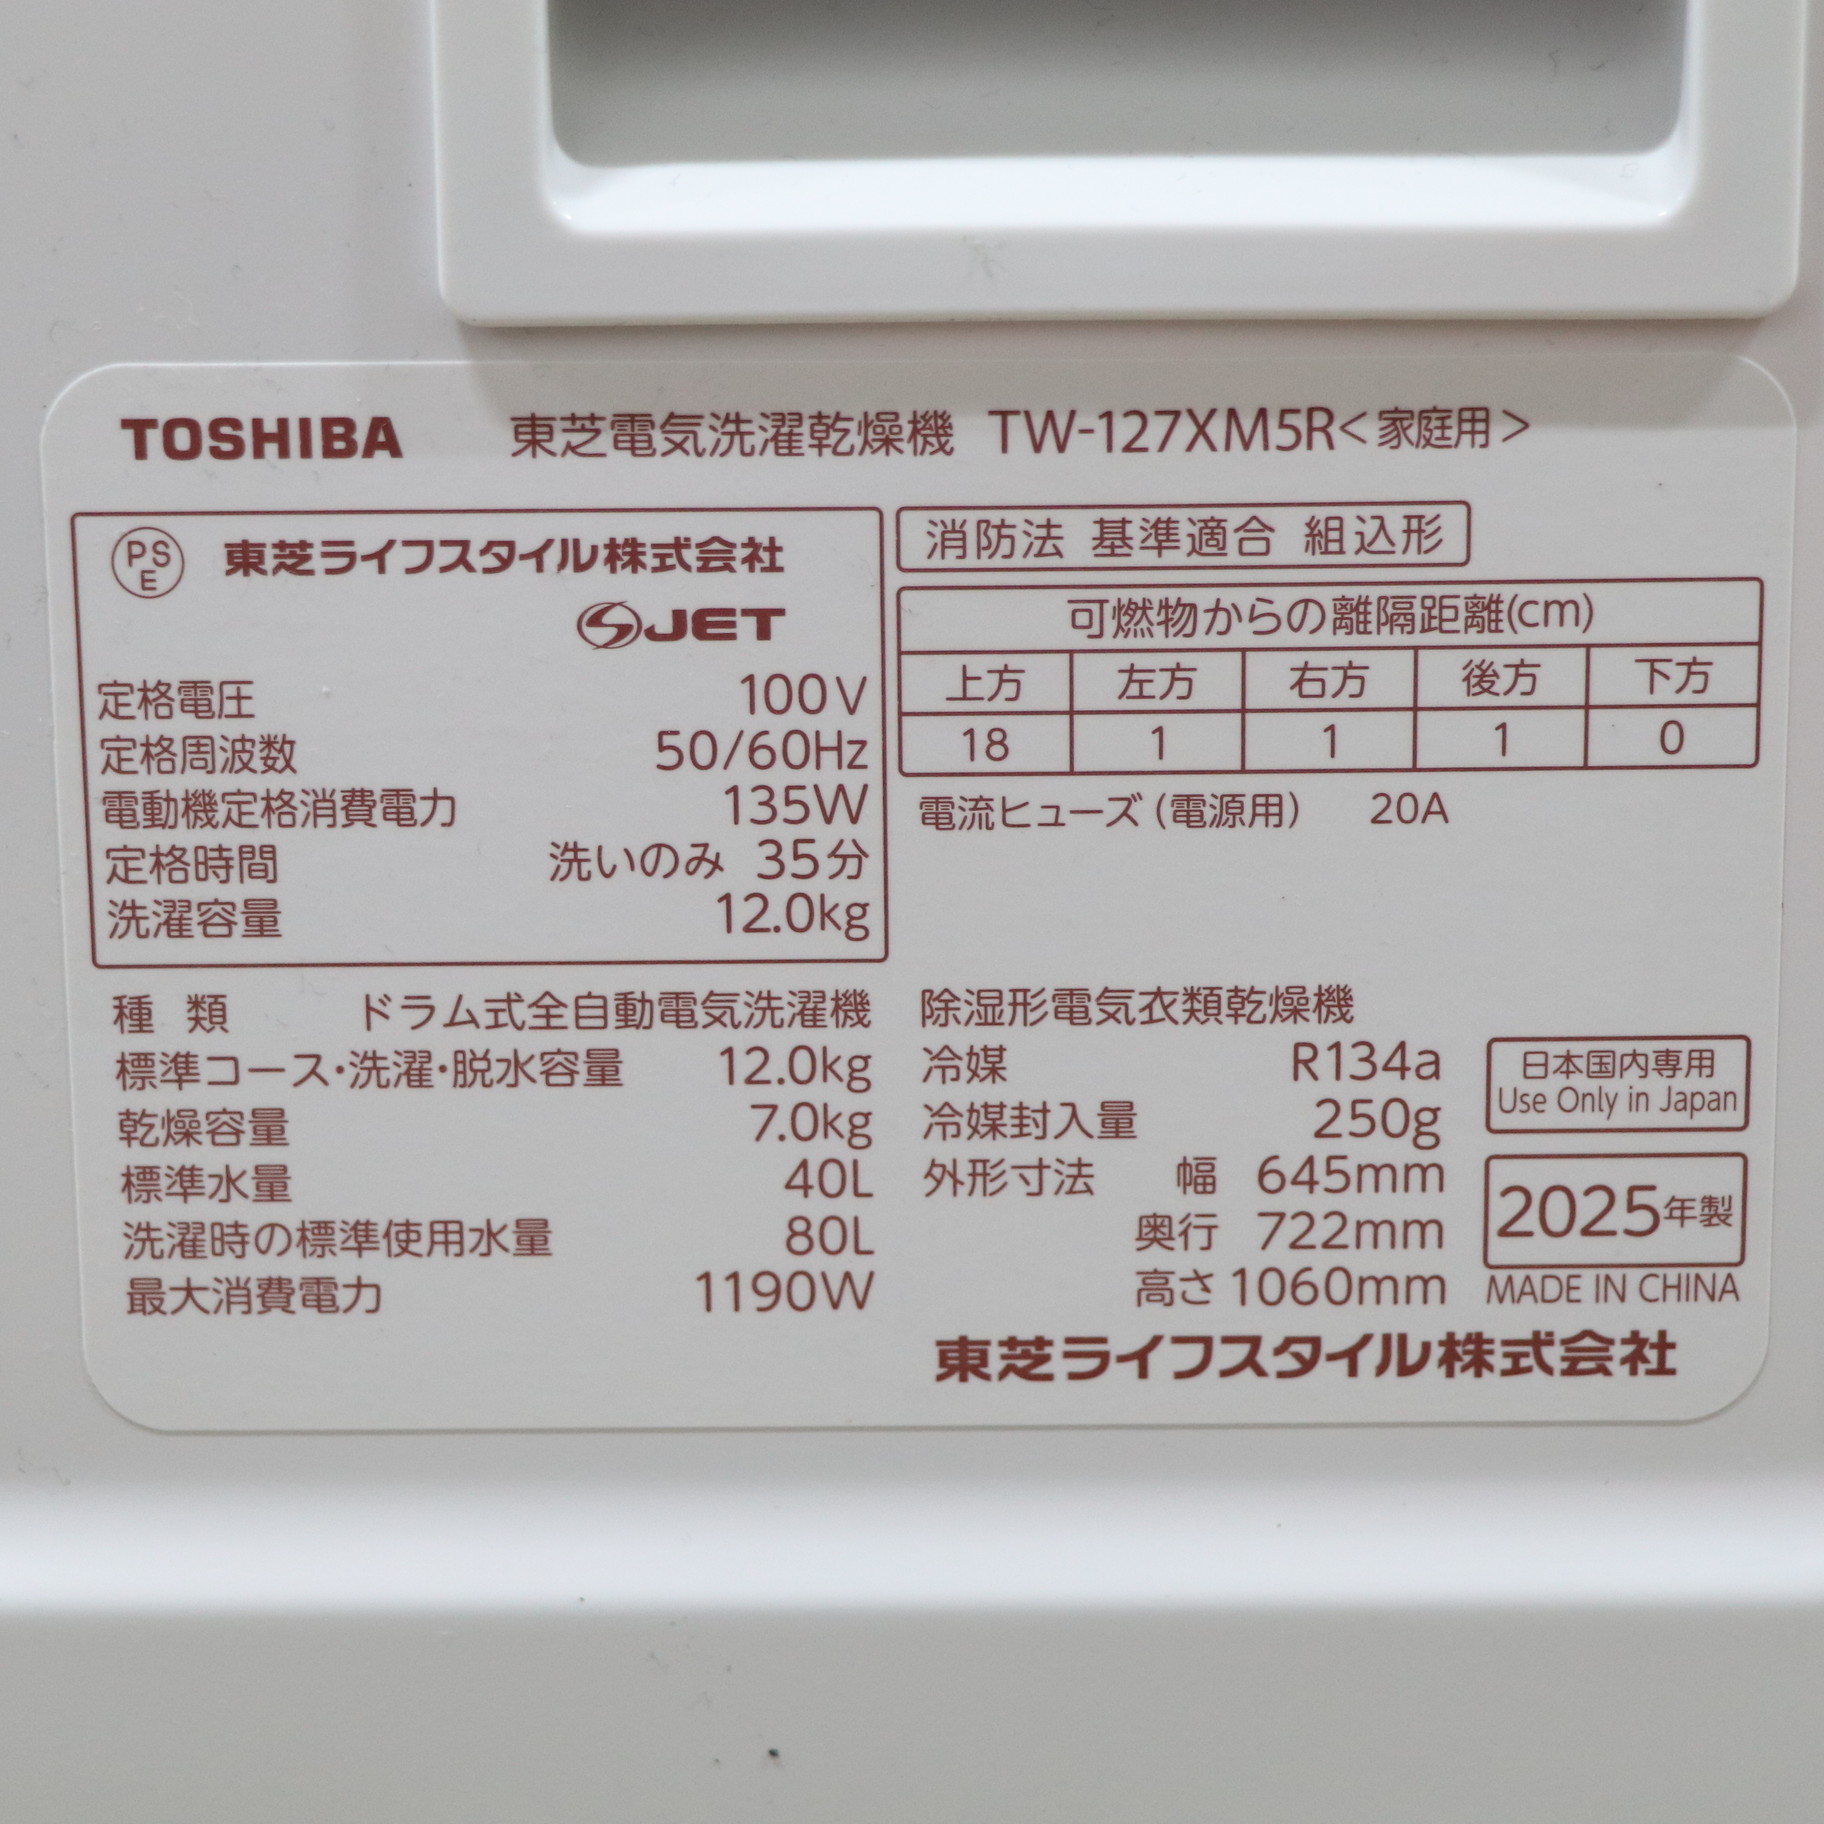 TOSHIBA 東芝電気洗濯乾燥機 TW-127XM5R<家庭用>
PS
E
東芝ライフスタイル株式会社
JET
定格電圧 100V
定格周波数 50/60Hz
電動機定格消費電力 135W
定格時間 洗いのみ 35分
洗濯容量 12.0kg
消防法 基準適合 組込形
可燃物からの離隔距離(cm)
上方 左方 右方 後方 下方
18 1 1 1 0
電流ヒューズ(電源用) 20A
種 類 ドラム式全自動電気洗濯機
標準コース・洗濯・脱水容量 12.0kg
乾燥容量 7.0kg
標準水量 40L
洗濯時の標準使用水量 80L
最大消費電力 1190W
除湿形電気衣類乾燥機
冷媒 R134a
冷媒封入量 250g
外形寸法 幅 645mm
奥行 722mm
高さ 1060mm
日本国内専用
Use Only in Japan
2025年製
MADE IN CHINA
東芝ライフスタイル株式会社